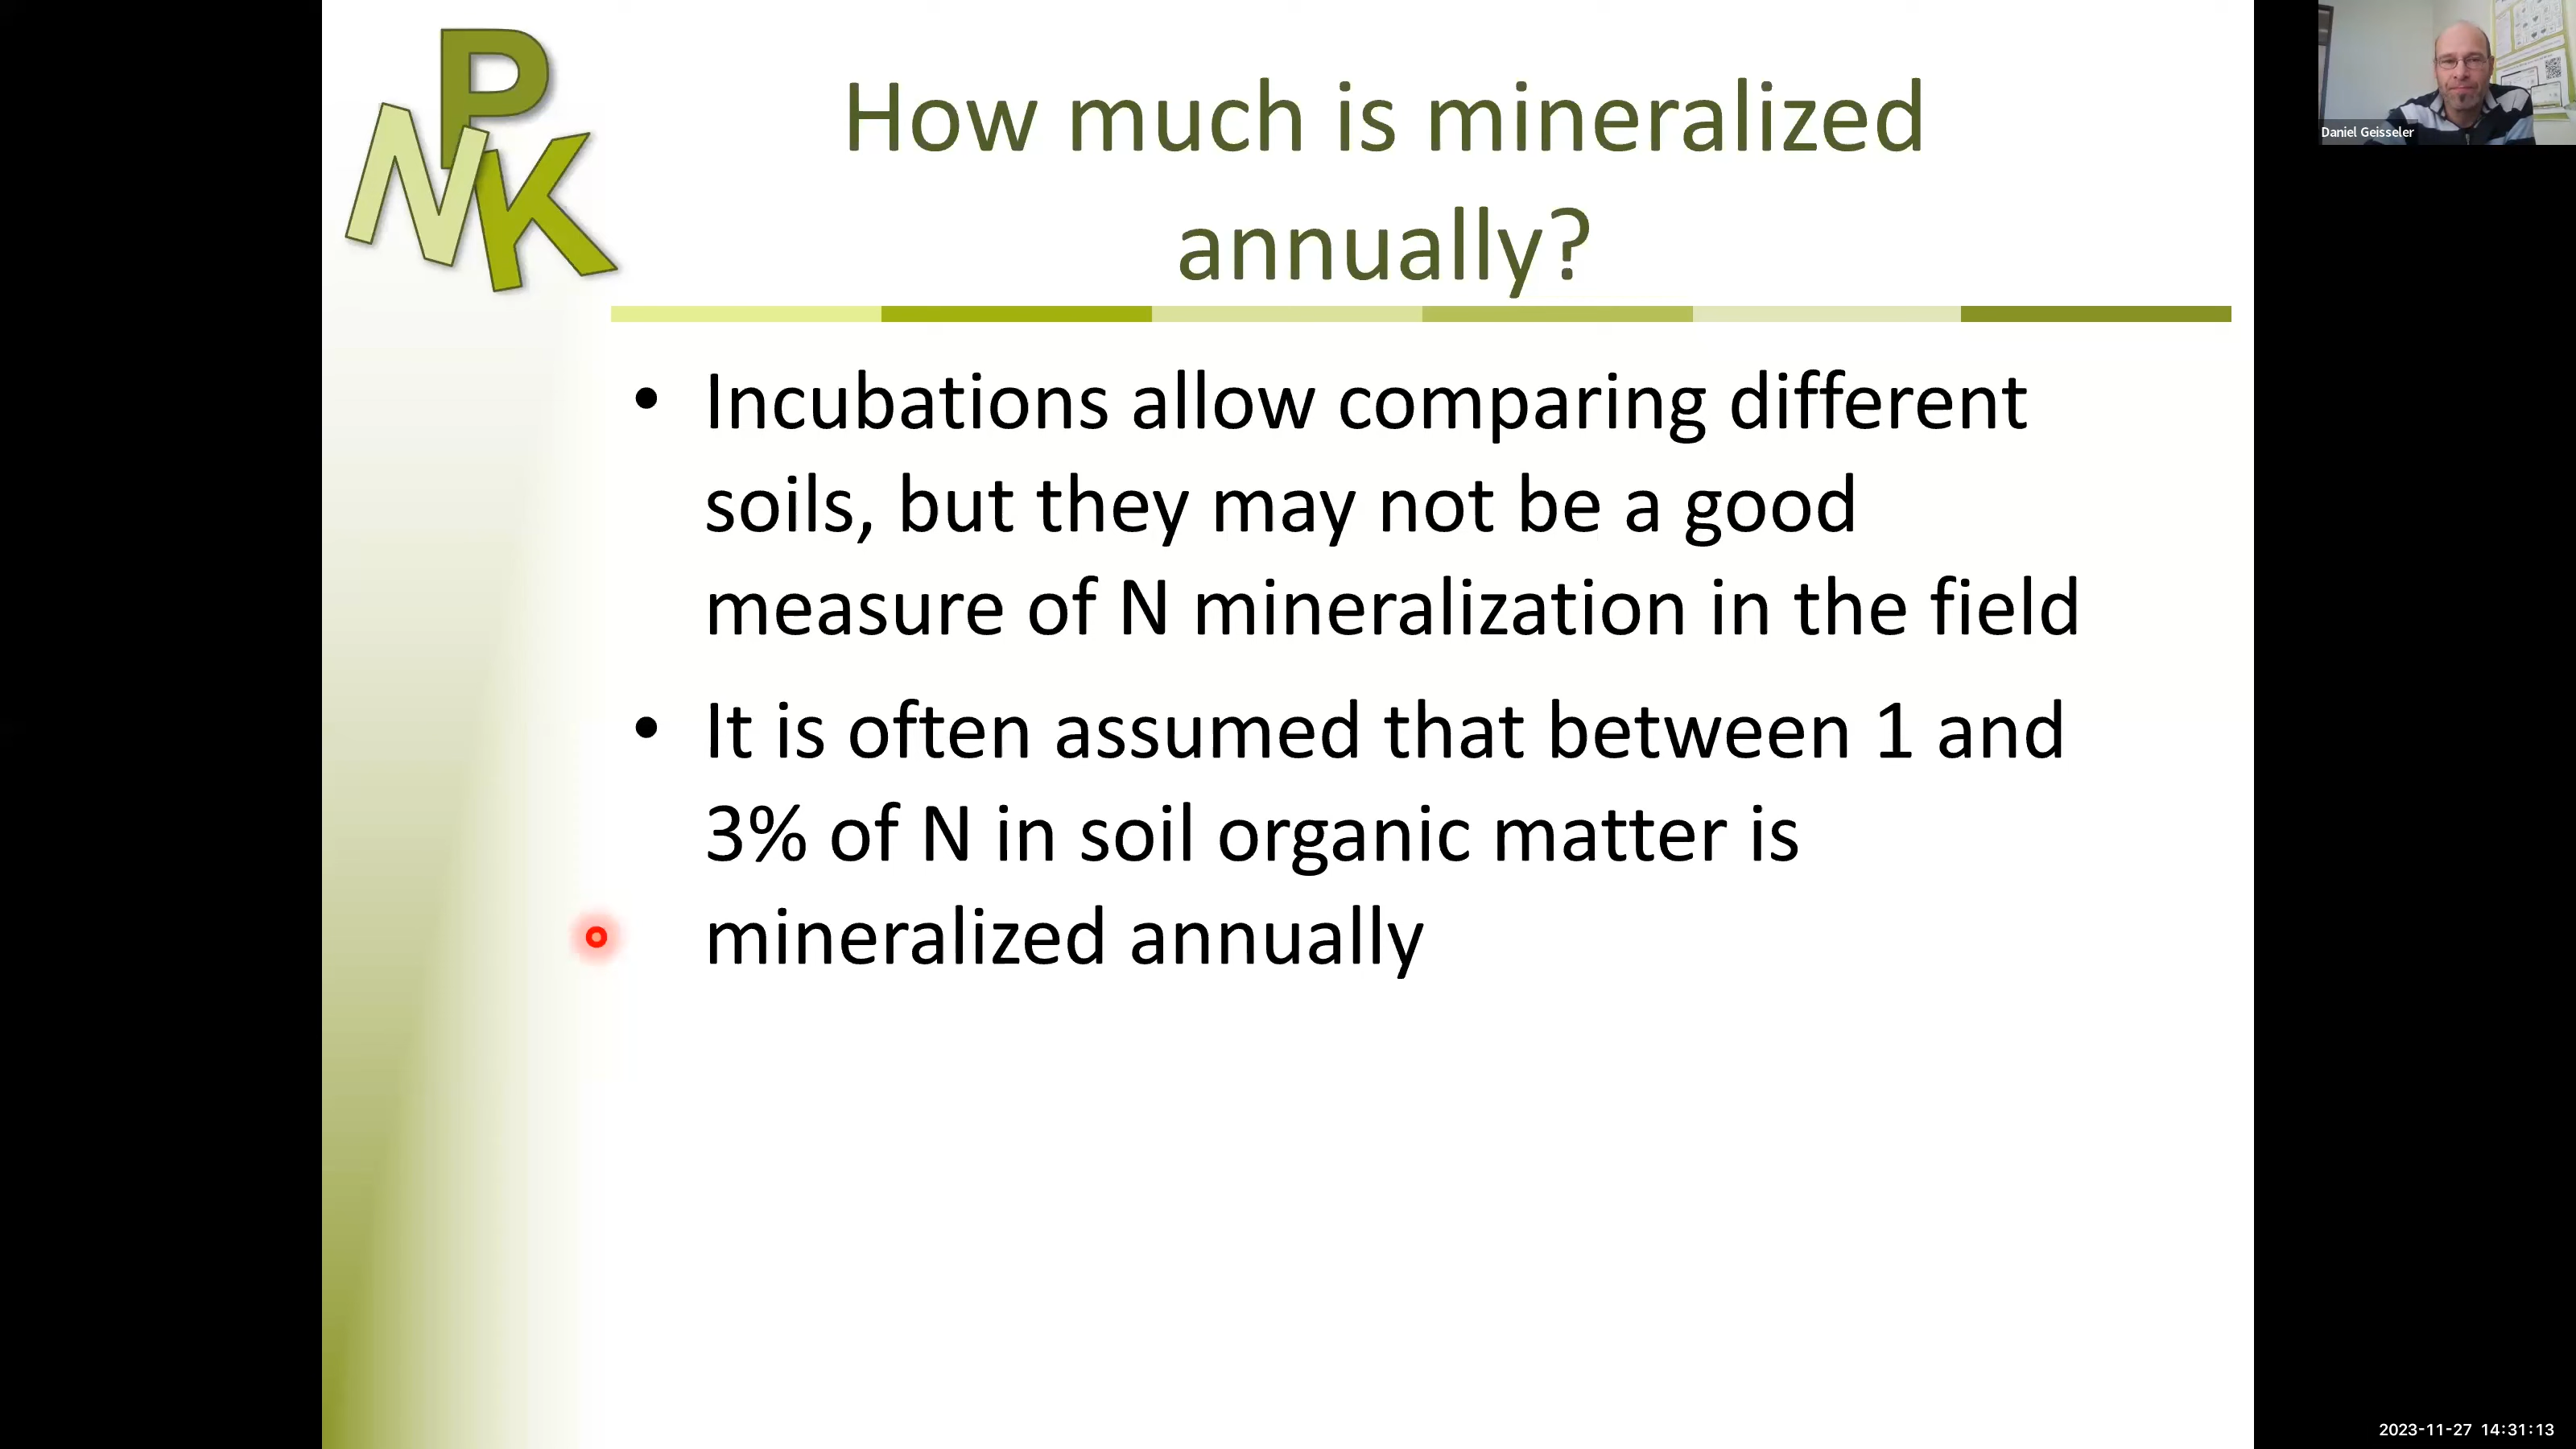 NPK
How much is mineralized
annually?
• Incubations allow comparing different
soils, but they may not be a good
measure of N mineralization in the field
• It is often assumed that between 1 and
3% of N in soil organic matter is
mineralized annually
Daniel Geisseler
2023-11-27 14:31:13